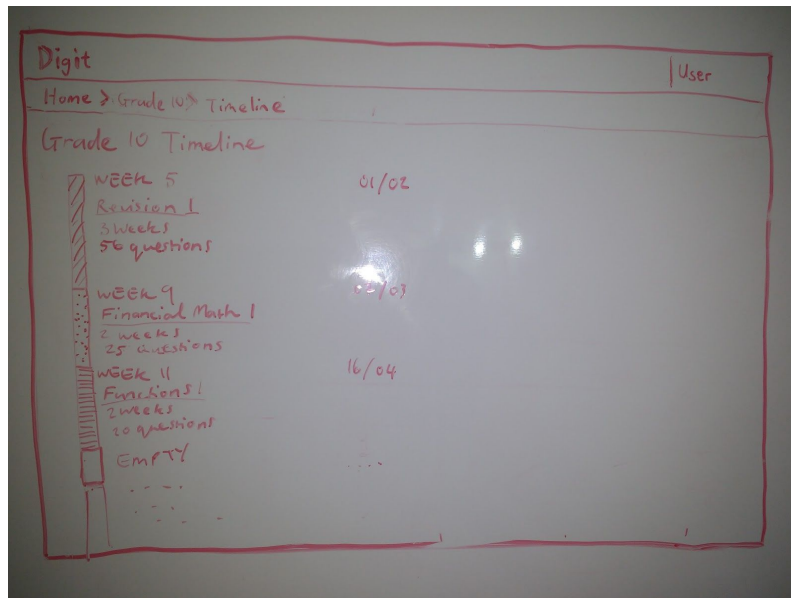 Digit
User
Home > Grade 10 > Timeline
Grade 10 Timeline
WEEK 5 01/02
Revision 1
3 weeks
56 questions
WEEK 9 /03
Financial Math 1
2 weeks
25 Questions
WEEK 11 16/04
Functions 1
2 weeks
20 questions
EMPTY